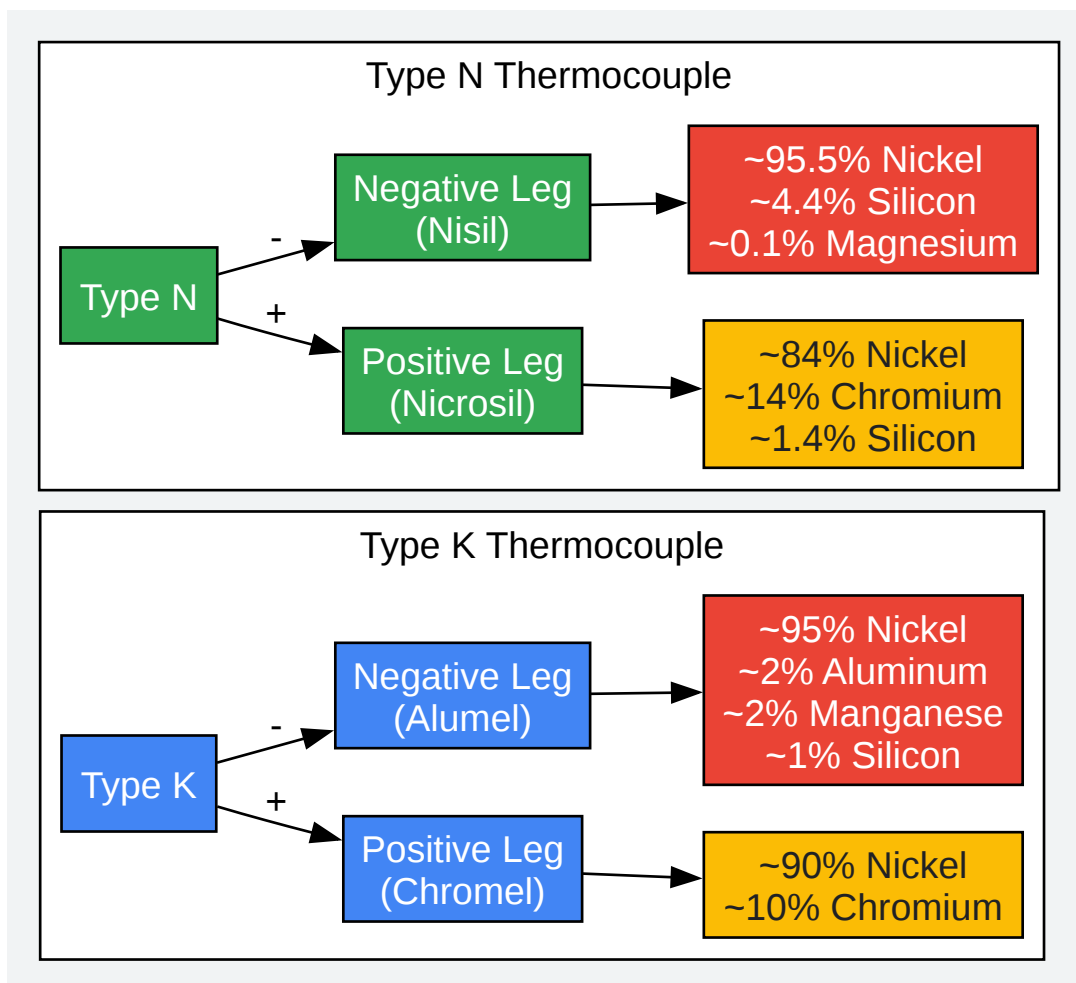 Type N Thermocouple
Type N
-
+
Negative Leg
(Nisil)
Positive Leg
(Nicrosil)
~95.5% Nickel
~4.4% Silicon
~0.1% Magnesium
~84% Nickel
~14% Chromium
~1.4% Silicon
Type K Thermocouple
Type K
-
+
Negative Leg
(Alumel)
Positive Leg
(Chromel)
~95% Nickel
~2% Aluminum
~2% Manganese
~1% Silicon
~90% Nickel
~10% Chromium